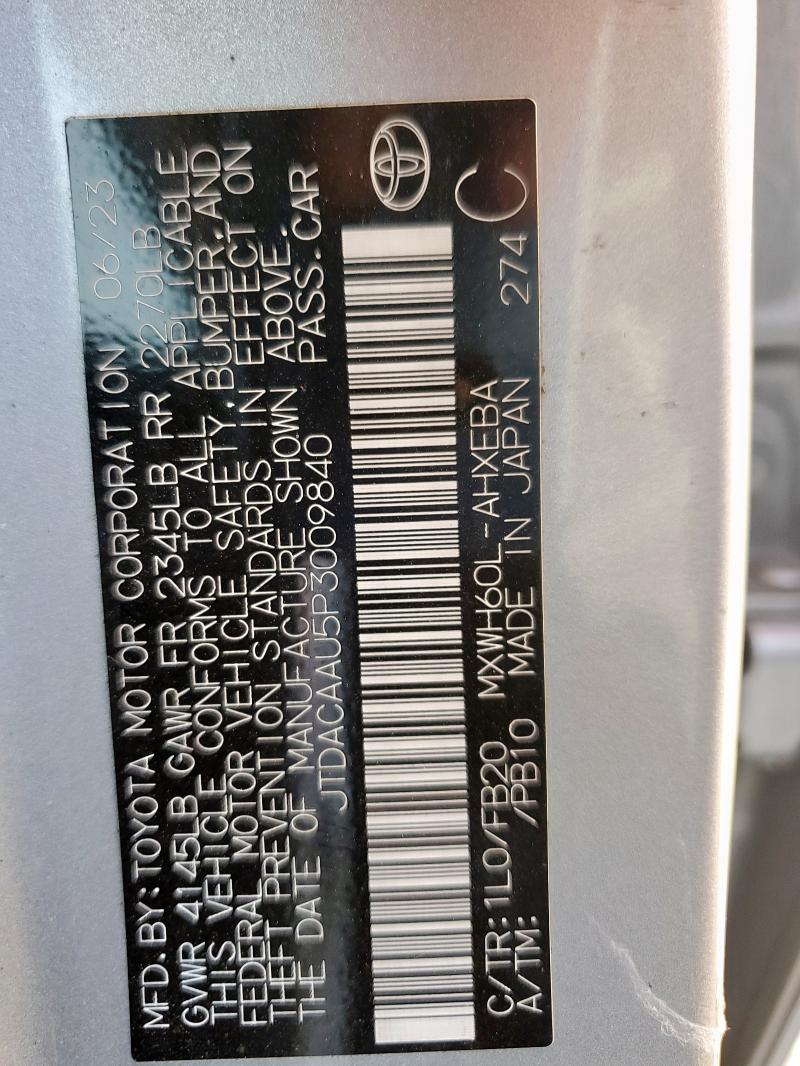 MFD.BY:TOYOTA MOTOR CORPORATION 06/23
GVWR 4145LB GAWR FR 2345LB RR 2270LB
THIS VEHICLE CONFORMS TO ALL APPLICABLE
FEDERAL MOTOR VEHICLE SAFETY,BUMPER,AND
THEFT PREVENTION STANDARDS IN EFFECT ON
THE DATE OF MANUFACTURE SHOWN ABOVE.
JTDACAAU5P3009840 PASS.CAR
C/TR:1L0/FB20 MXWH60L-AHXEBA C
A/TM: /PB10 MADE IN JAPAN 274